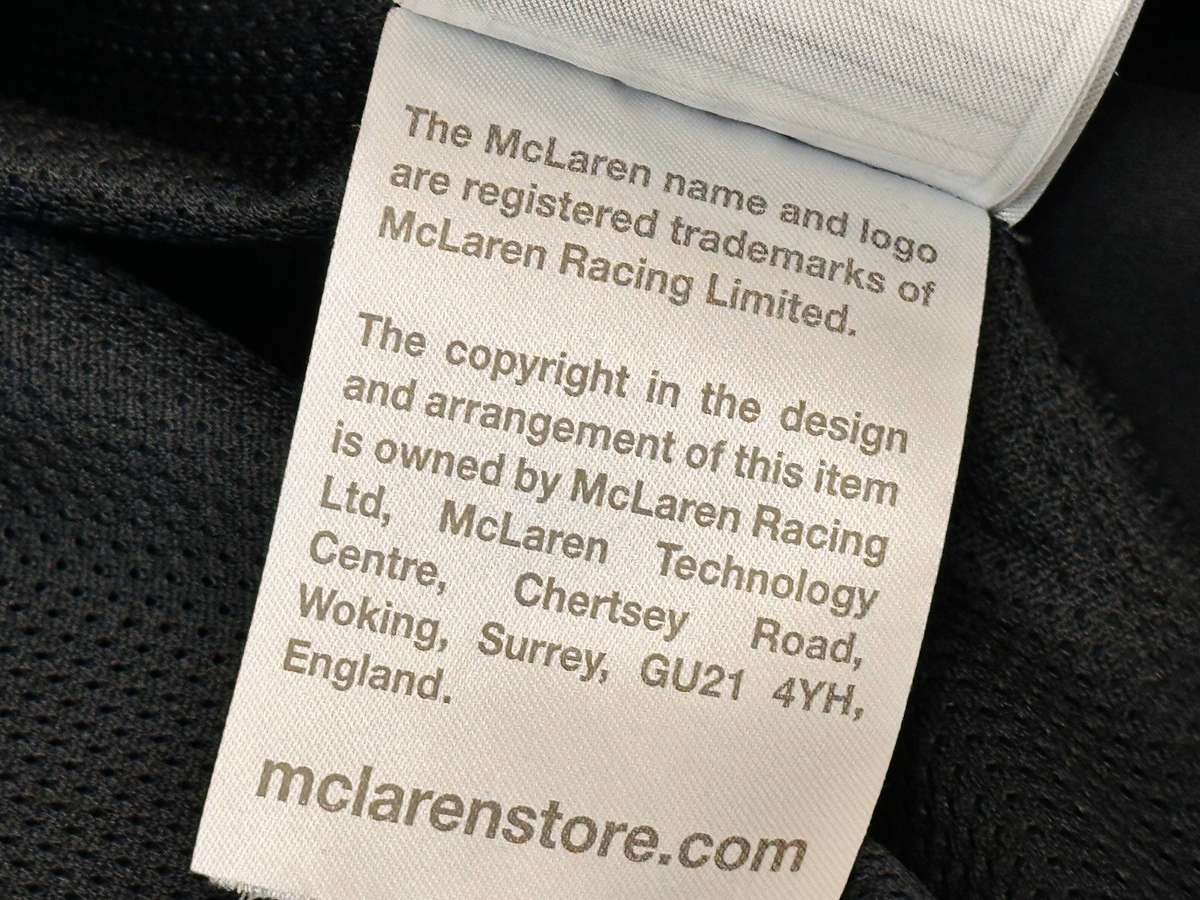 The McLaren name and logo
are registered trademarks of
McLaren Racing Limited.
The copyright in the design
and arrangement of this item
is owned by McLaren Racing
Ltd, McLaren Technology
Centre, Chertsey Road,
Woking, Surrey, GU21 4YH,
England.
mclarenstore.com